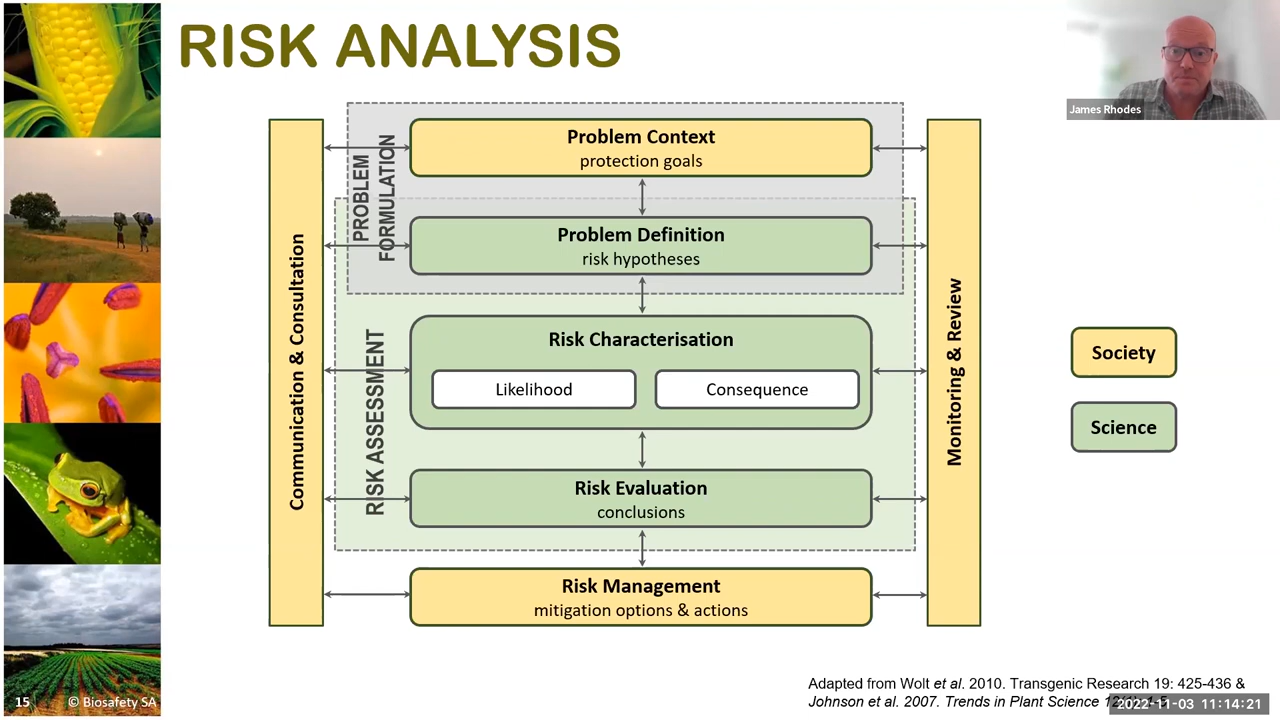 RISK ANALYSIS
James Rhodes
PROBLEM
FORMULATION
Problem Context
protection goals
Problem Definition
risk hypotheses
Communication & Consultation
RISK ASSESSMENT
Risk Characterisation
Likelihood
Consequence
Monitoring & Review
Society
Science
Risk Evaluation
conclusions
Risk Management
mitigation options & actions
Adapted from Wolt et al. 2010. Transgenic Research 19: 425-436 &
Johnson et al. 2007. Trends in Plant Science
2022-11-03 11:14:21
15
© Biosafety SA